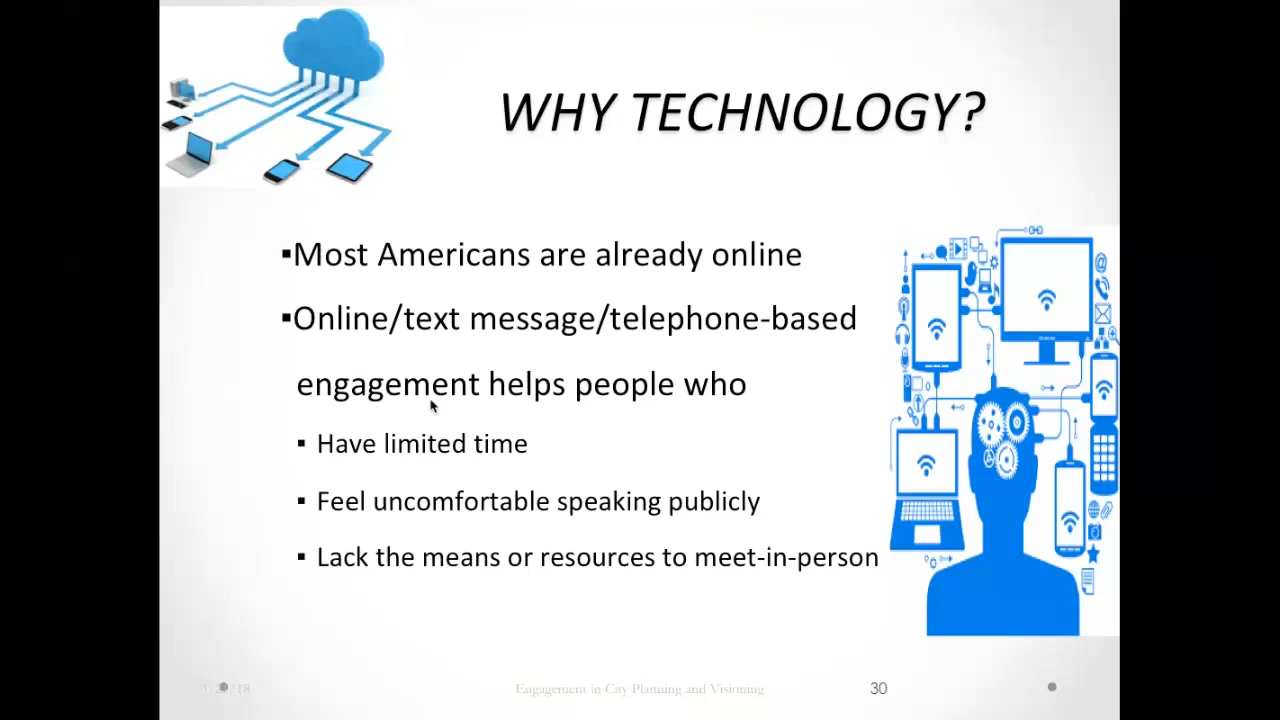 WHY TECHNOLOGY?
▪Most Americans are already online
▪Online/text message/telephone-based
engagement helps people who
▪ Have limited time
▪ Feel uncomfortable speaking publicly
▪ Lack the means or resources to meet-in-person
Engagement in City Planning and Visioning
30